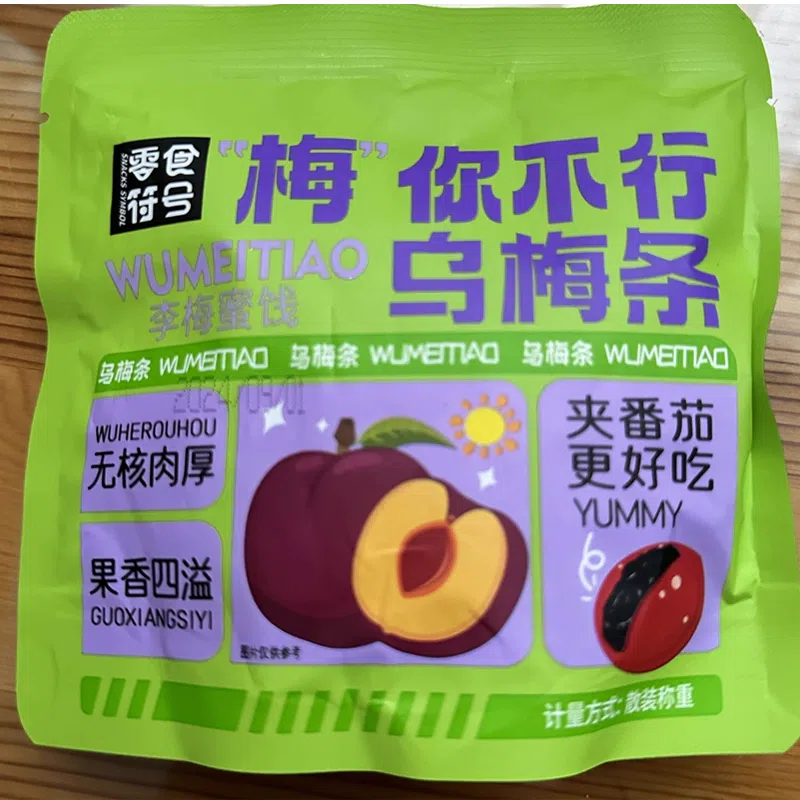 零食
符号
SNACKS SYMBOL
“梅”你不行
WUMEITIAO
李梅蜜饯
乌梅条
乌梅条 WUMEITIAO 乌梅条 WUMEITIAO 乌梅条 WUMEITIAO
2024/09/01
WUHEROUHOU
无核肉厚
果香四溢
GUOXIANGSIYI
图片仅供参考
夹番茄
更好吃
YUMMY
计量方式: 散装称重